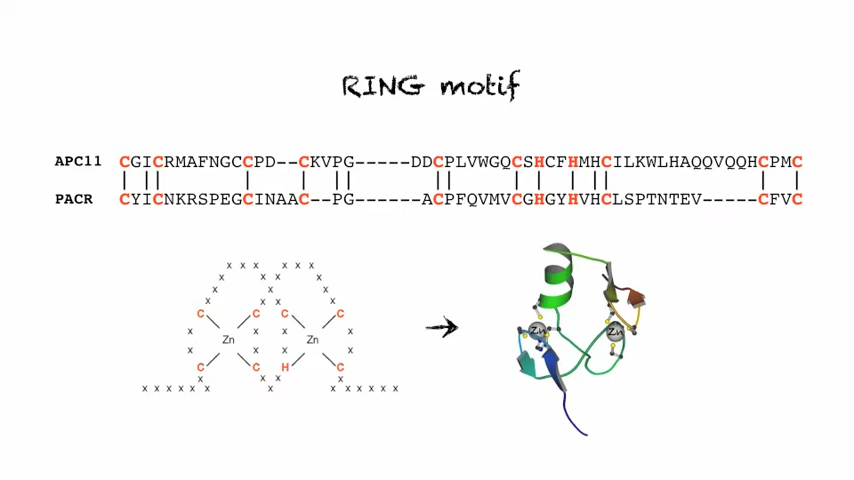 RING motif
APC11 CGICRMAFNGCCPD--CKVPG-----DDCPLVWGQCSHCFHMHCILKWLHAQQVQQHCPMC
PACR CYICNKRSPEGCINAAC--PG------ACPFQVMVCGHGYHVHCLSPTNTEV-----CFVC
x x x x x x
x x x x
x x x
x x x x
C x C C C
x Zn x Zn x
x x x
C C H C
x x x x
x x x x x x x x x x x x x
Zn Zn